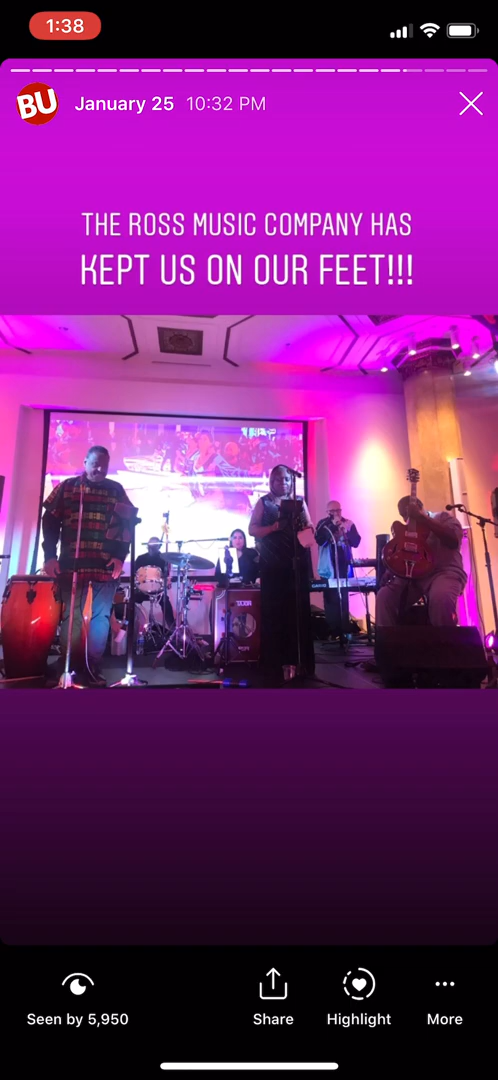 1:38
BU
January 25 10:32 PM
THE ROSS MUSIC COMPANY HAS
KEPT US ON OUR FEET!!!
Seen by 5,950
Share
Highlight
More